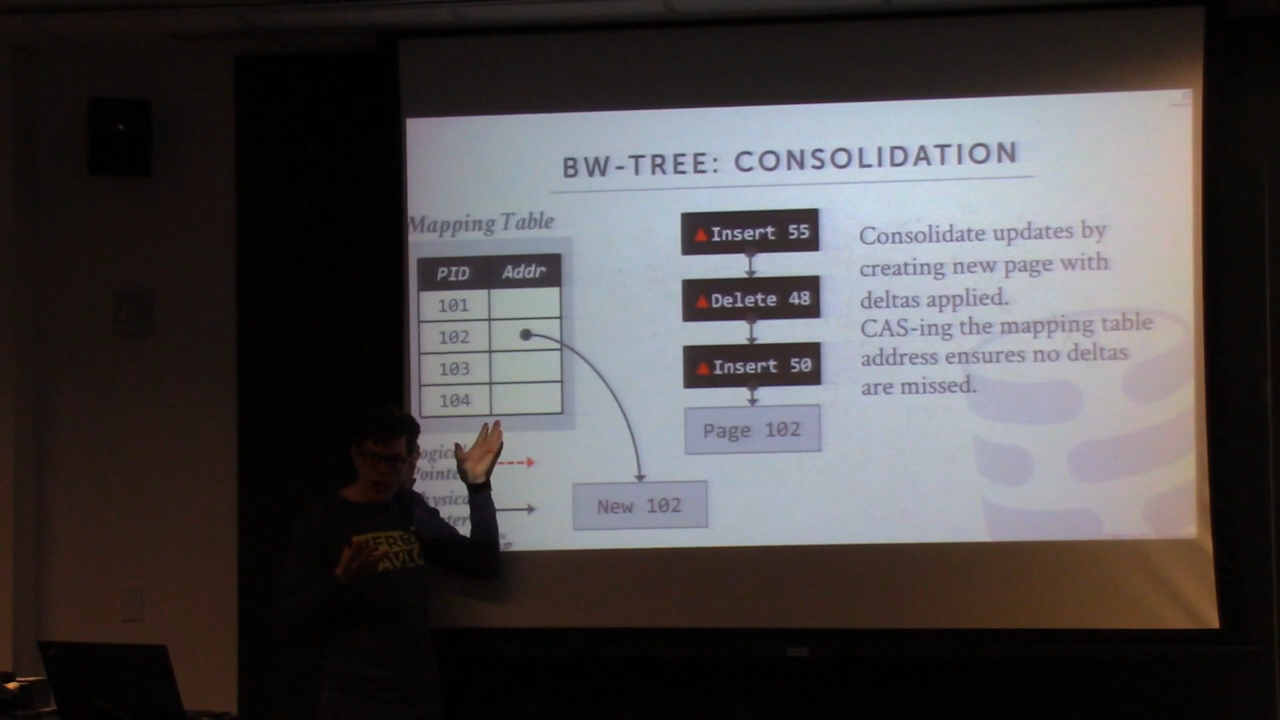 BW-TREE: CONSOLIDATION
Mapping Table
PID Addr
101
102
103
104
▲Insert 55
▲Delete 48
▲Insert 50
Page 102
New 102
Consolidate updates by
creating new page with
deltas applied.
CAS-ing the mapping table
address ensures no deltas
are missed.